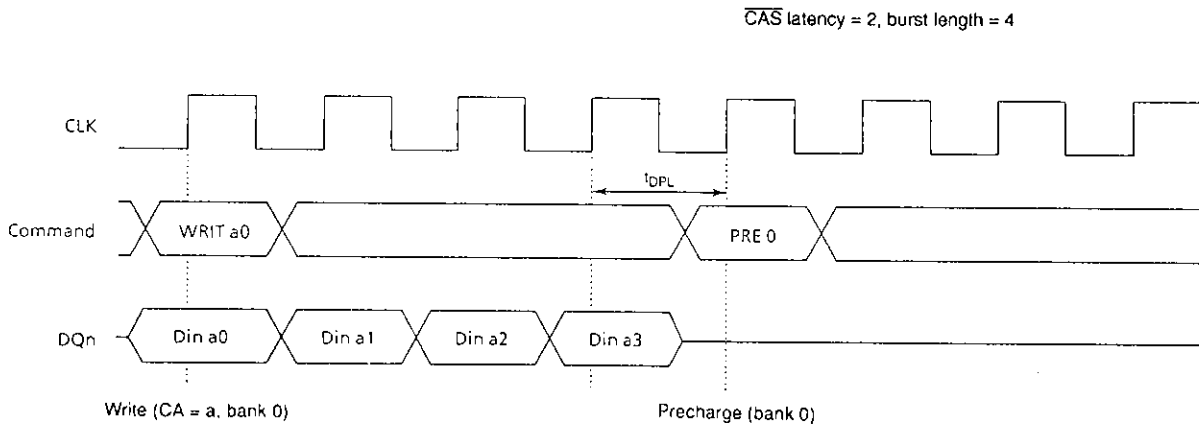 CAS latency = 2, burst length = 4
CLK
tDPL
Command
WRIT a0
PRE 0
DQn
Din a0
Din a1
Din a2
Din a3
Write (CA = a, bank 0)
Precharge (bank 0)